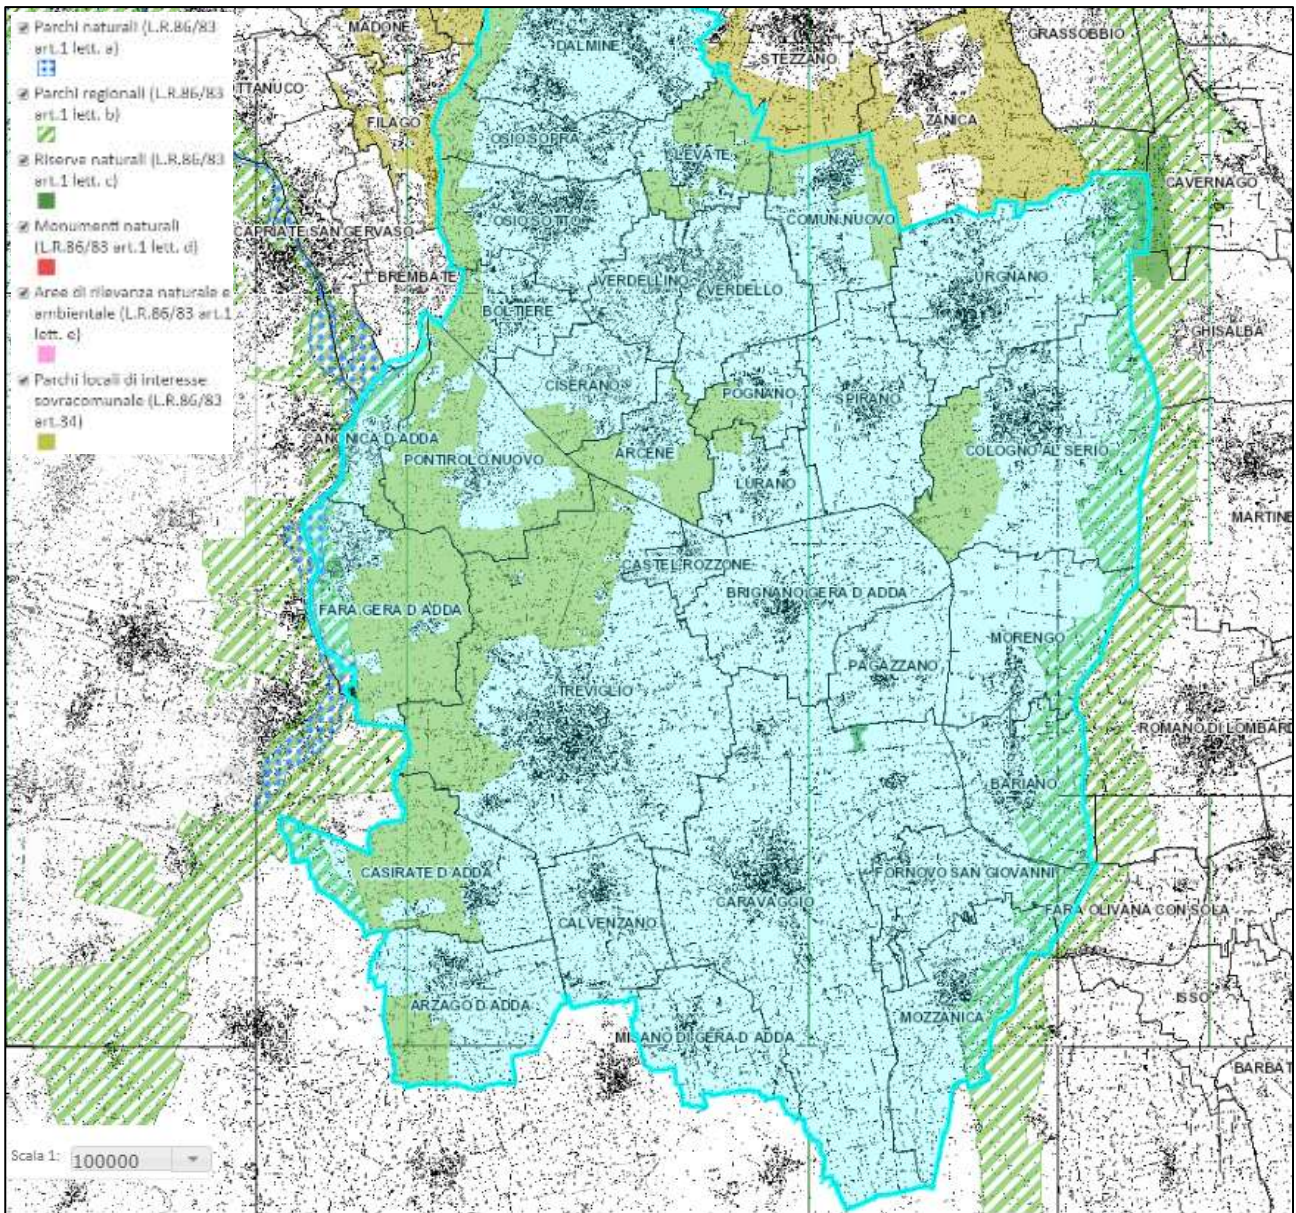 Parchi naturali (L.R.86/83
art.1 lett. a)
Parchi regionali (L.R.86/83
art.1 lett. b)
Riserve naturali (L.R.86/83
art.1 lett. c)
Monumenti naturali
(L.R.86/83 art.1 lett. d)
Aree di rilevanza naturale e
ambientale (L.R.86/83 art.1
lett. e)
Parchi locali di interesse
sovracomunale (L.R.86/83
art.34)
MADONE
DALMINE
GRASSOBBIO
STEZZANO
TTANUCO
FILAGO
ZANICA
OSIO SOPRA
LEVATE
CAVERNAGO
OSIO SOTTO
COMUN NUOVO
CAPRIATE SAN GERVASO
BREMBATE
VERDELLINO
VERDELLO
URGNANO
BOLTIERE
GHISALBA
CISERANO
POGNANO
SPIRANO
CANONICA D ADDA
PONTIROLO NUOVO
ARCENE
COLOGNO AL SERIO
LURANO
MARTINE
CASTEL ROZZONE
BRIGNANO GERA D ADDA
FARA GERA D ADDA
MORENGO
PAGAZZANO
TREVIGLIO
ROMANO DI LOMBARD
BARIANO
CASIRATE D ADDA
FORNOVO SAN GIOVANNI
CARAVAGGIO
CALVENZANO
FARA OLIVANA CON SOLA
ARZAGO D ADDA
ISSO
MOZZANICA
MISANO DI GERA D ADDA
BARBAT
Scala 1: 100000